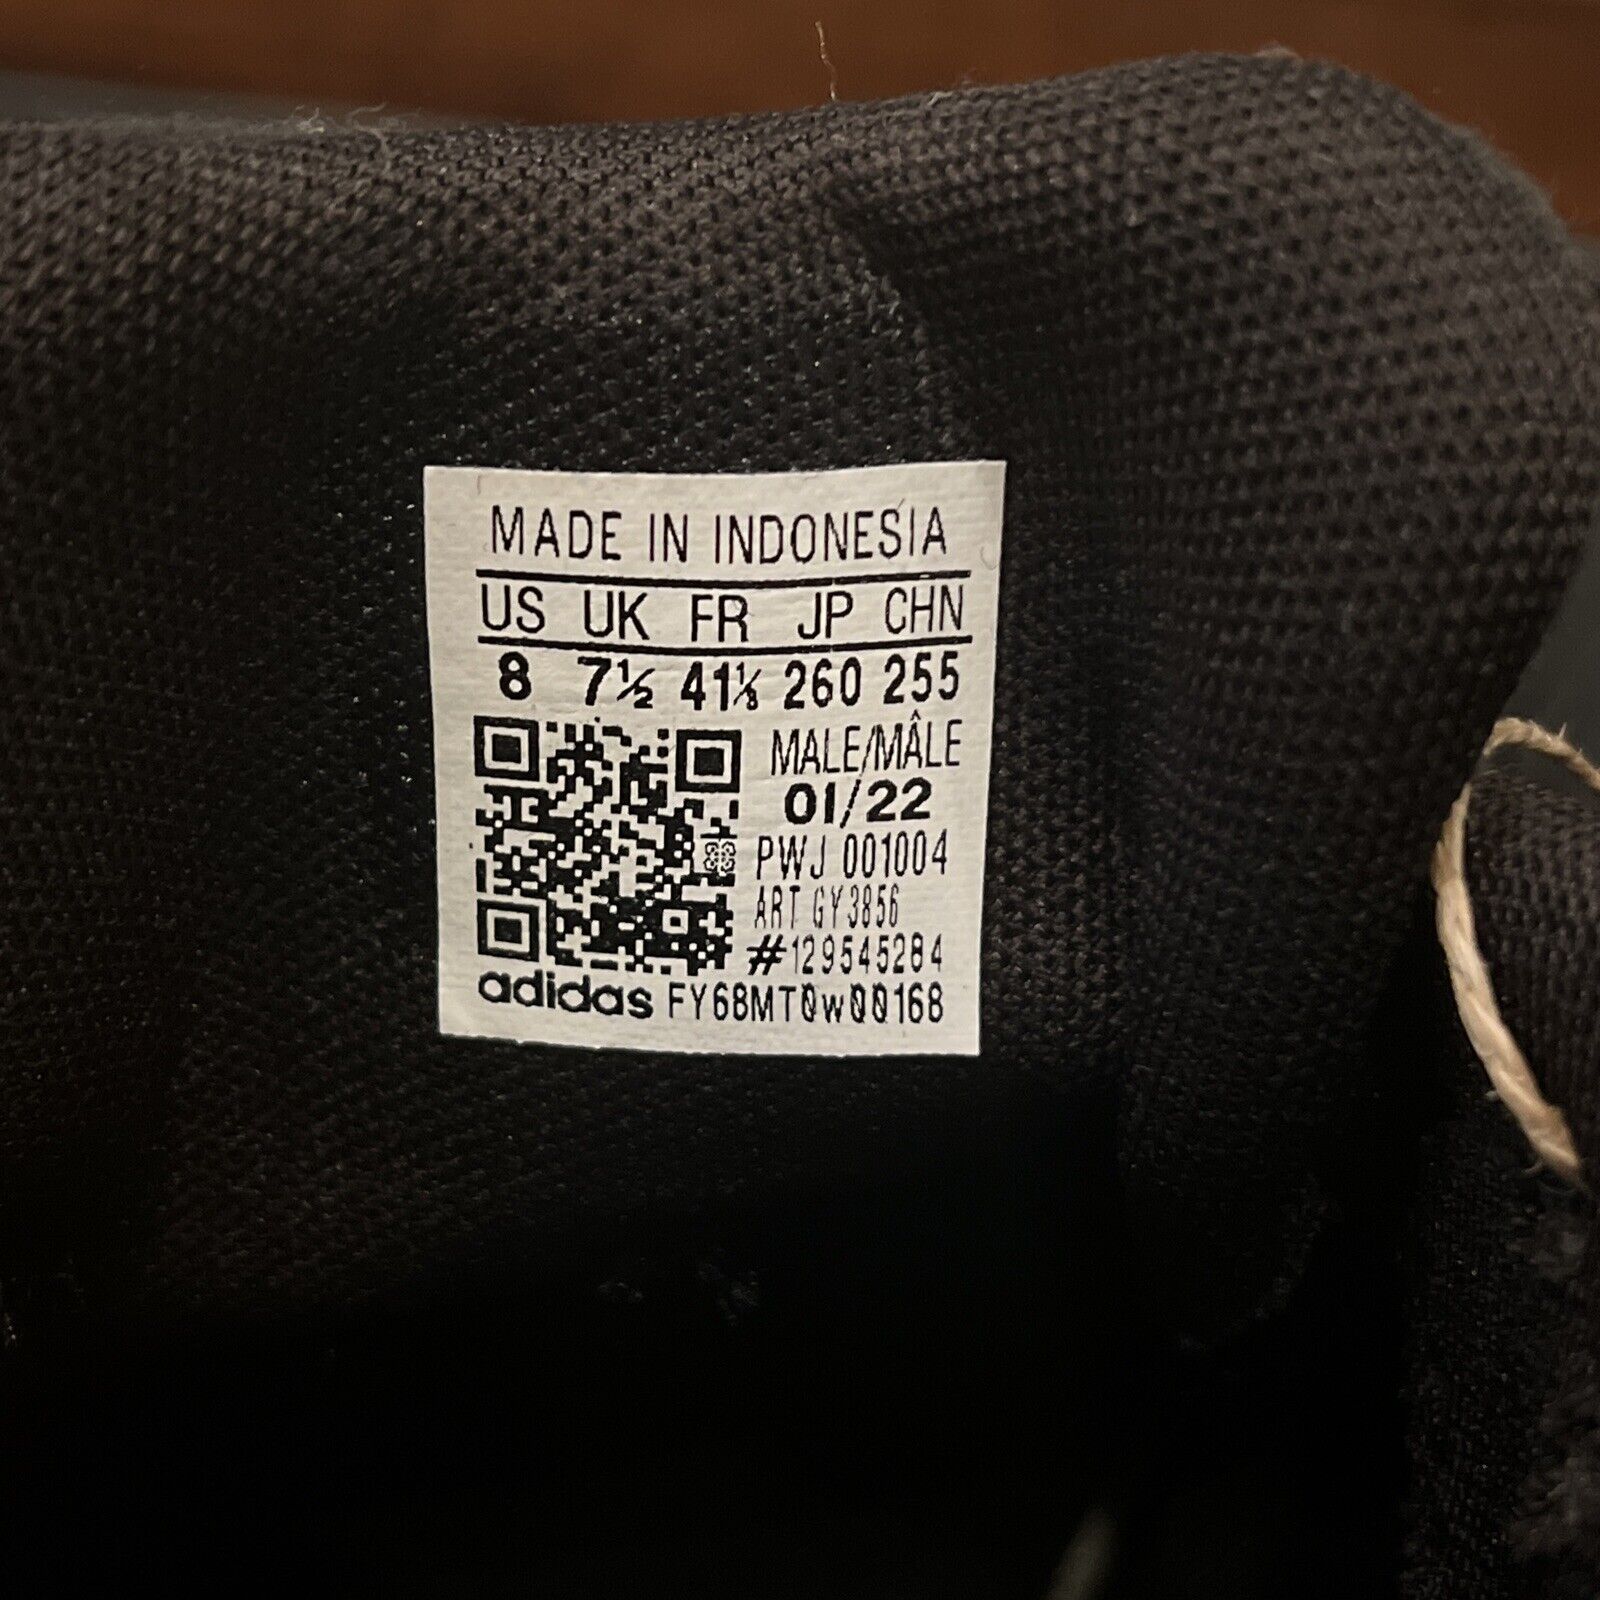 MADE IN INDONESIA
US UK FR JP CHN
8 7½ 41⅓ 260 255
MALE/MÂLE
01/22
PWJ 001004
ART GY3856
#129545284
adidas FY68MT0W00168